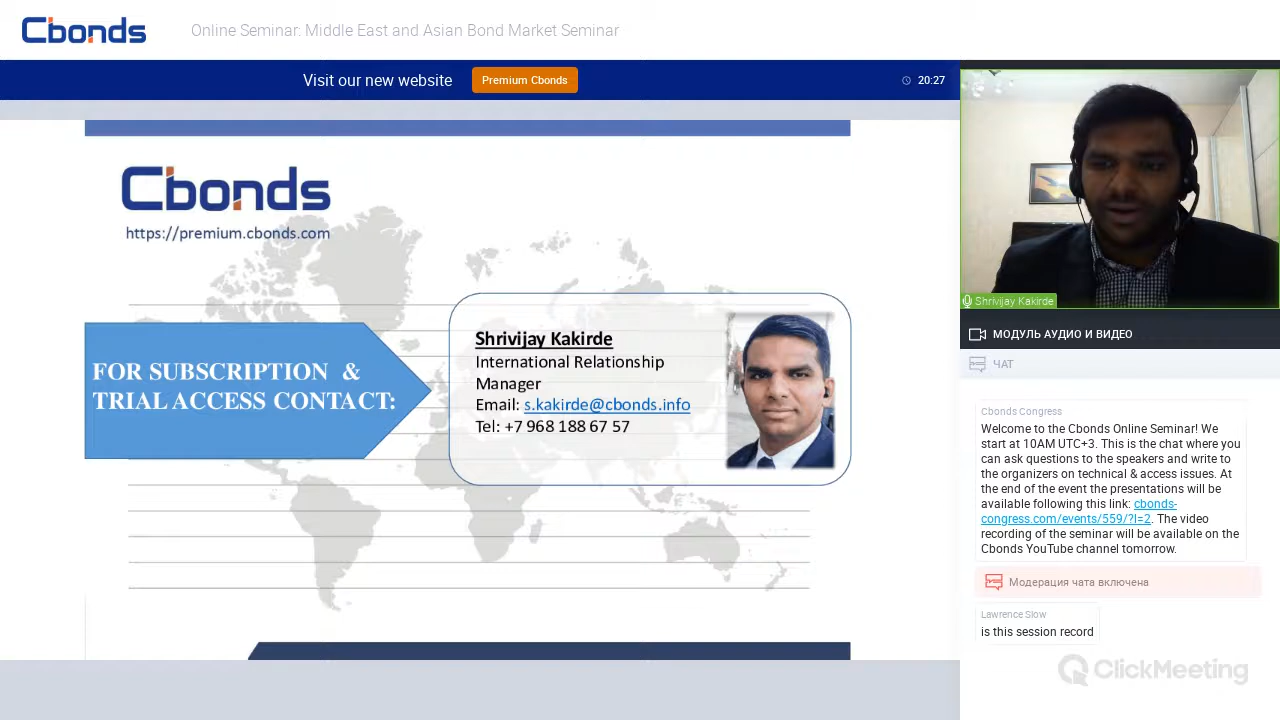 Cbonds
Online Seminar: Middle East and Asian Bond Market Seminar
Visit our new website
Premium Cbonds
20:27
Cbonds
https://premium.cbonds.com
FOR SUBSCRIPTION &
TRIAL ACCESS CONTACT:
Shrivijay Kakirde
International Relationship
Manager
Email: s.kakirde@cbonds.info
Tel: +7 968 188 67 57
Shrivijay Kakirde
МОДУЛЬ АУДИО И ВИДЕО
ЧАТ
Cbonds Congress
Welcome to the Cbonds Online Seminar! We
start at 10AM UTC+3. This is the chat where you
can ask questions to the speakers and write to
the organizers on technical & access issues. At
the end of the event the presentations will be
available following this link: cbonds-
congress.com/events/559/?l=2. The video
recording of the seminar will be available on the
Cbonds YouTube channel tomorrow.
Модерация чата включена
Lawrence Slow
is this session record
ClickMeeting